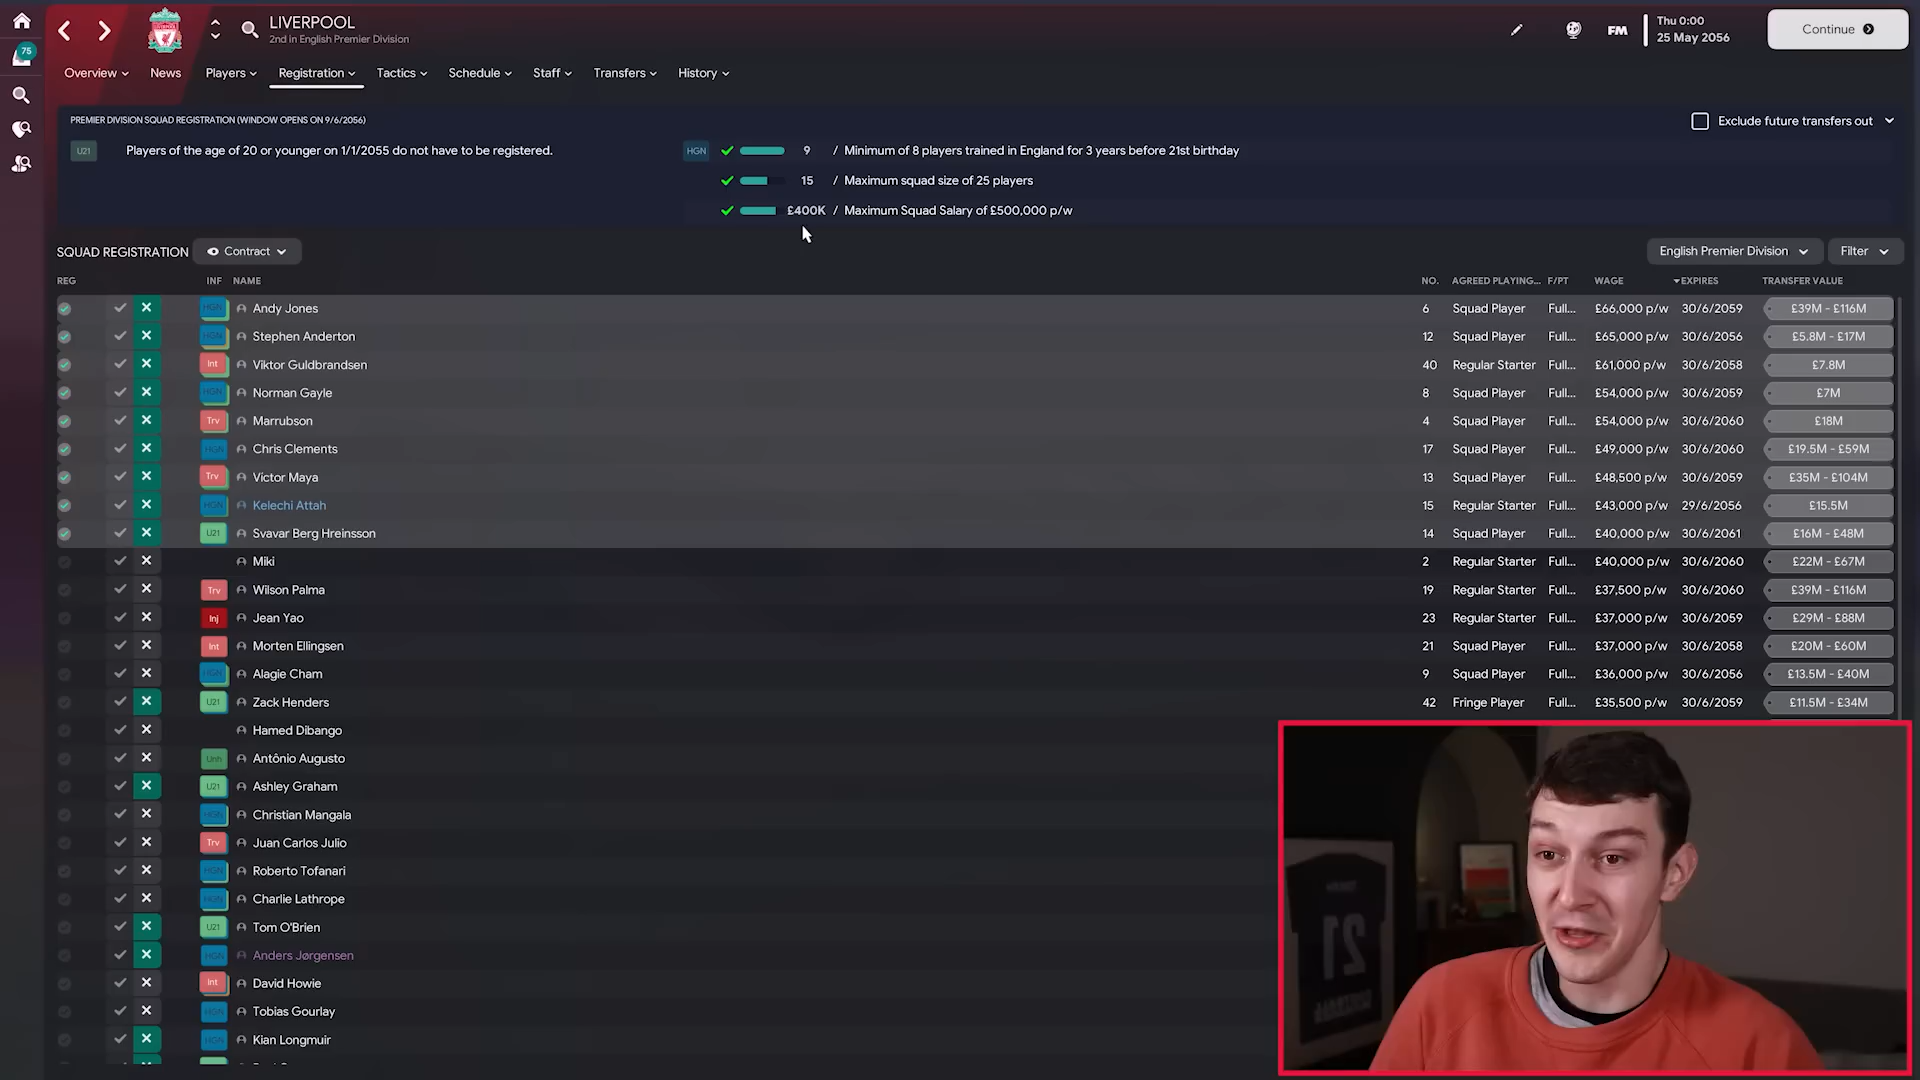 LIVERPOOL
2nd in English Premier Division
FM
Thu 0:00
25 May 2056
Continue
75
Overview News Players Registration Tactics Schedule Staff Transfers History
PREMIER DIVISION SQUAD REGISTRATION (WINDOW OPENS ON 9/6/2056)
Exclude future transfers out
U21 Players of the age of 20 or younger on 1/1/2055 do not have to be registered.
HGN 9 / Minimum of 8 players trained in England for 3 years before 21st birthday
15 / Maximum squad size of 25 players
£400K / Maximum Squad Salary of £500,000 p/w
SQUAD REGISTRATION Contract English Premier Division Filter
REG INF NAME NO. AGREED PLAYING... F/PT WAGE EXPIRES TRANSFER VALUE
HGN Andy Jones 6 Squad Player Full... £66,000 p/w 30/6/2059 £39M - £116M
HGN Stephen Anderton 12 Squad Player Full... £65,000 p/w 30/6/2056 £5.8M - £17M
Int Viktor Guldbrandsen 40 Regular Starter Full... £61,000 p/w 30/6/2058 £7.8M
HGN Norman Gayle 8 Squad Player Full... £54,000 p/w 30/6/2059 £7M
Trv Marrubson 4 Squad Player Full... £54,000 p/w 30/6/2060 £18M
HGN Chris Clements 17 Squad Player Full... £49,000 p/w 30/6/2060 £19.5M - £59M
Trv Victor Maya 13 Squad Player Full... £48,500 p/w 30/6/2059 £35M - £104M
HGN Kelechi Attah 15 Regular Starter Full... £43,000 p/w 29/6/2056 £15.5M
U21 Svavar Berg Hreinsson 14 Squad Player Full... £40,000 p/w 30/6/2061 £16M - £48M
Miki 2 Regular Starter Full... £40,000 p/w 30/6/2060 £22M - £67M
Trv Wilson Palma 19 Regular Starter Full... £37,500 p/w 30/6/2060 £39M - £116M
Inj Jean Yao 23 Regular Starter Full... £37,000 p/w 30/6/2059 £29M - £88M
Int Morten Ellingsen 21 Squad Player Full... £37,000 p/w 30/6/2058 £20M - £60M
HGN Alagie Cham 9 Squad Player Full... £36,000 p/w 30/6/2056 £13.5M - £40M
U21 Zack Henders 42 Fringe Player Full... £35,500 p/w 30/6/2059 £11.5M - £34M
Hamed Dibango
Unh Antônio Augusto
U21 Ashley Graham
HGN Christian Mangala
Trv Juan Carlos Julio
HGN Roberto Tofanari
HGN Charlie Lathrope
U21 Tom O'Brien
HGN Anders Jørgensen
Int David Howie
HGN Tobias Gourlay
HGN Kian Longmuir
21